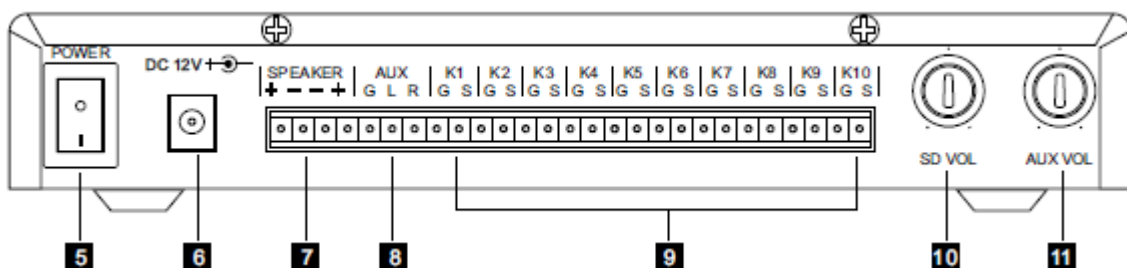 POWER
DC 12V
SPEAKER AUX K1 K2 K3 K4 K5 K6 K7 K8 K9 K10
+ − − + G L R G S G S G S G S G S G S G S G S G S G S
SD VOL AUX VOL
5 6 7 8 9 10 11